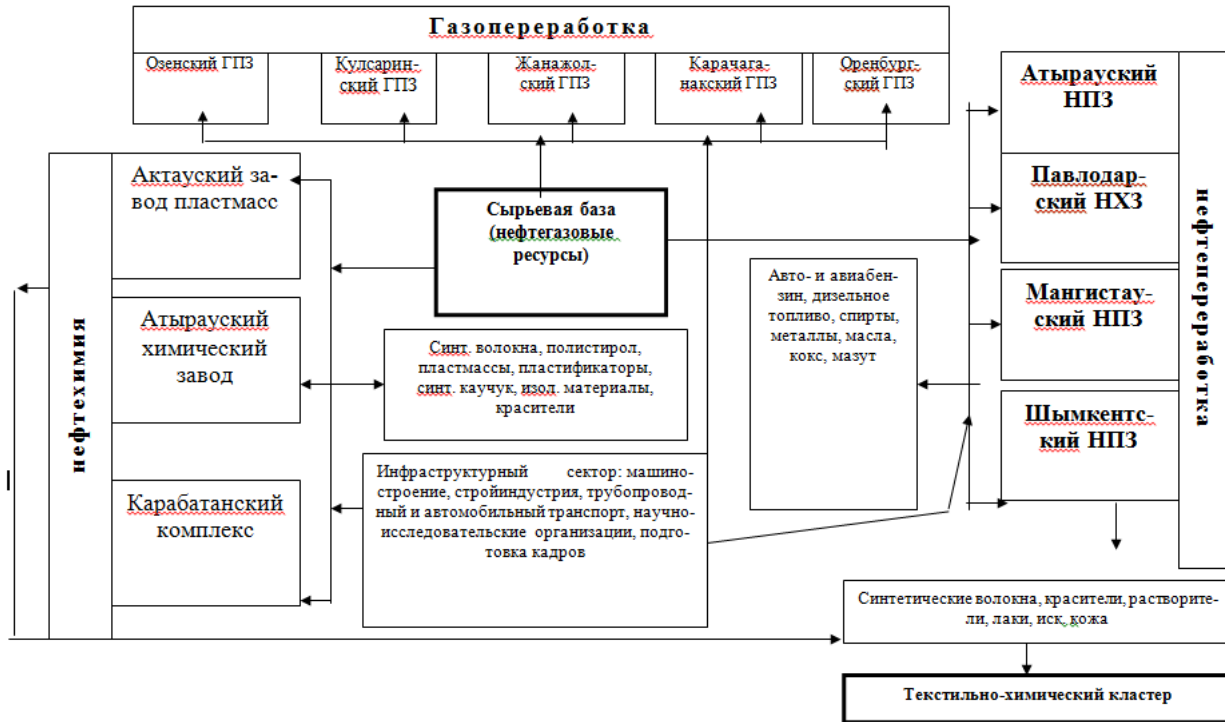 Газопереработка
Озенский ГПЗ
Кулсарин-
ский ГПЗ
Жанажол-
ский ГПЗ
Карачага-
накский ГПЗ
Оренбург-
ский ГПЗ
нефтехимия
Актауский за-
вод пластмасс
Атырауский
химический
завод
Карабатанский
комплекс
Сырьевая база
(нефтегазовые
ресурсы)
Синт. волокна, полистирол,
пластмассы, пластификаторы,
синт. каучук, изол. материалы,
красители
Инфраструктурный сектор: машино-
строение, стройиндустрия, трубопровод-
ный и автомобильный транспорт, научно-
исследовательские организации, подго-
товка кадров
Авто- и авиабен-
зин, дизельное
топливо, спирты,
металлы, масла,
кокс, мазут
Атырауский
НПЗ
Павлодар-
ский НХЗ
Мангистау-
ский НПЗ
Шымкентс-
кий НПЗ
нефтепереработка
Синтетические волокна, красители, растворите-
ли, лаки, иск. кожа
Текстильно-химический кластер